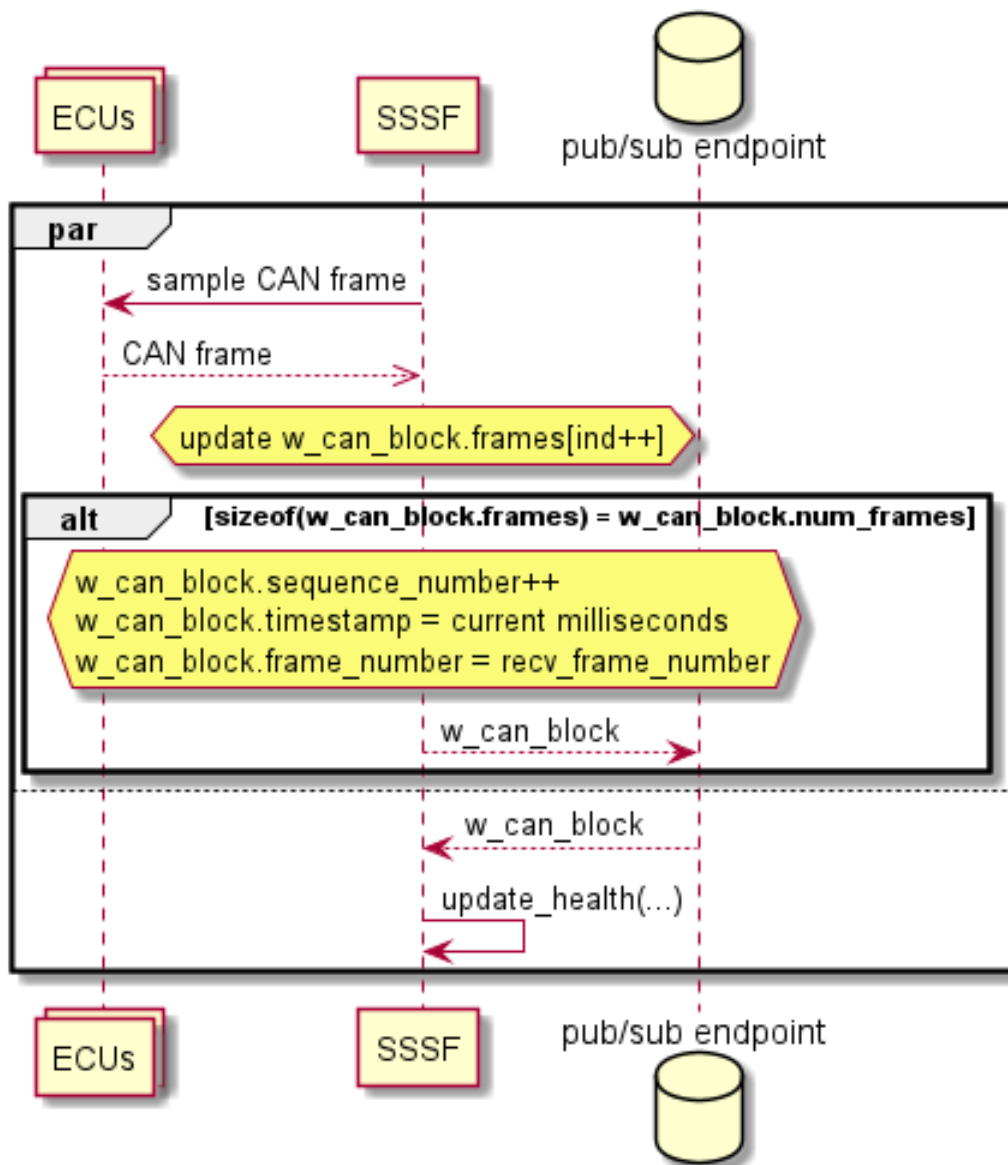 ECUs
SSSF
pub/sub endpoint
par
sample CAN frame
CAN frame
update w_can_block.frames[ind++]
alt
[sizeof(w_can_block.frames) = w_can_block.num_frames]
w_can_block.sequence_number++
w_can_block.timestamp = current milliseconds
w_can_block.frame_number = recv_frame_number
w_can_block
w_can_block
update_health(...)
ECUs
SSSF
pub/sub endpoint